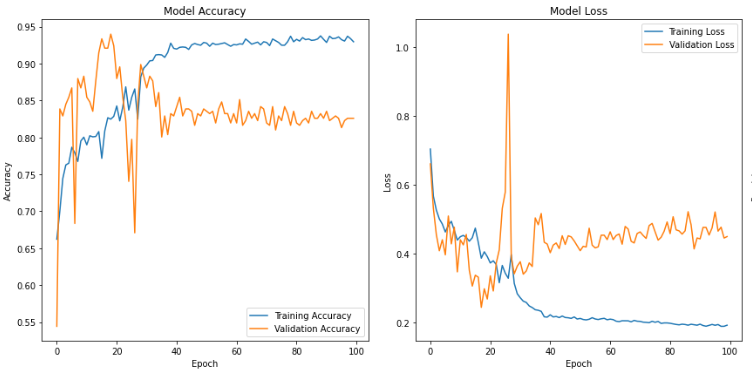 Model Accuracy
0.95
0.90
0.85
0.80
0.75
0.70
0.65
0.60
0.55
Accuracy
0 20 40 60 80 100
Epoch
Training Accuracy
Validation Accuracy
Model Loss
1.0
0.8
0.6
0.4
0.2
Loss
0 20 40 60 80 100
Epoch
Training Loss
Validation Loss